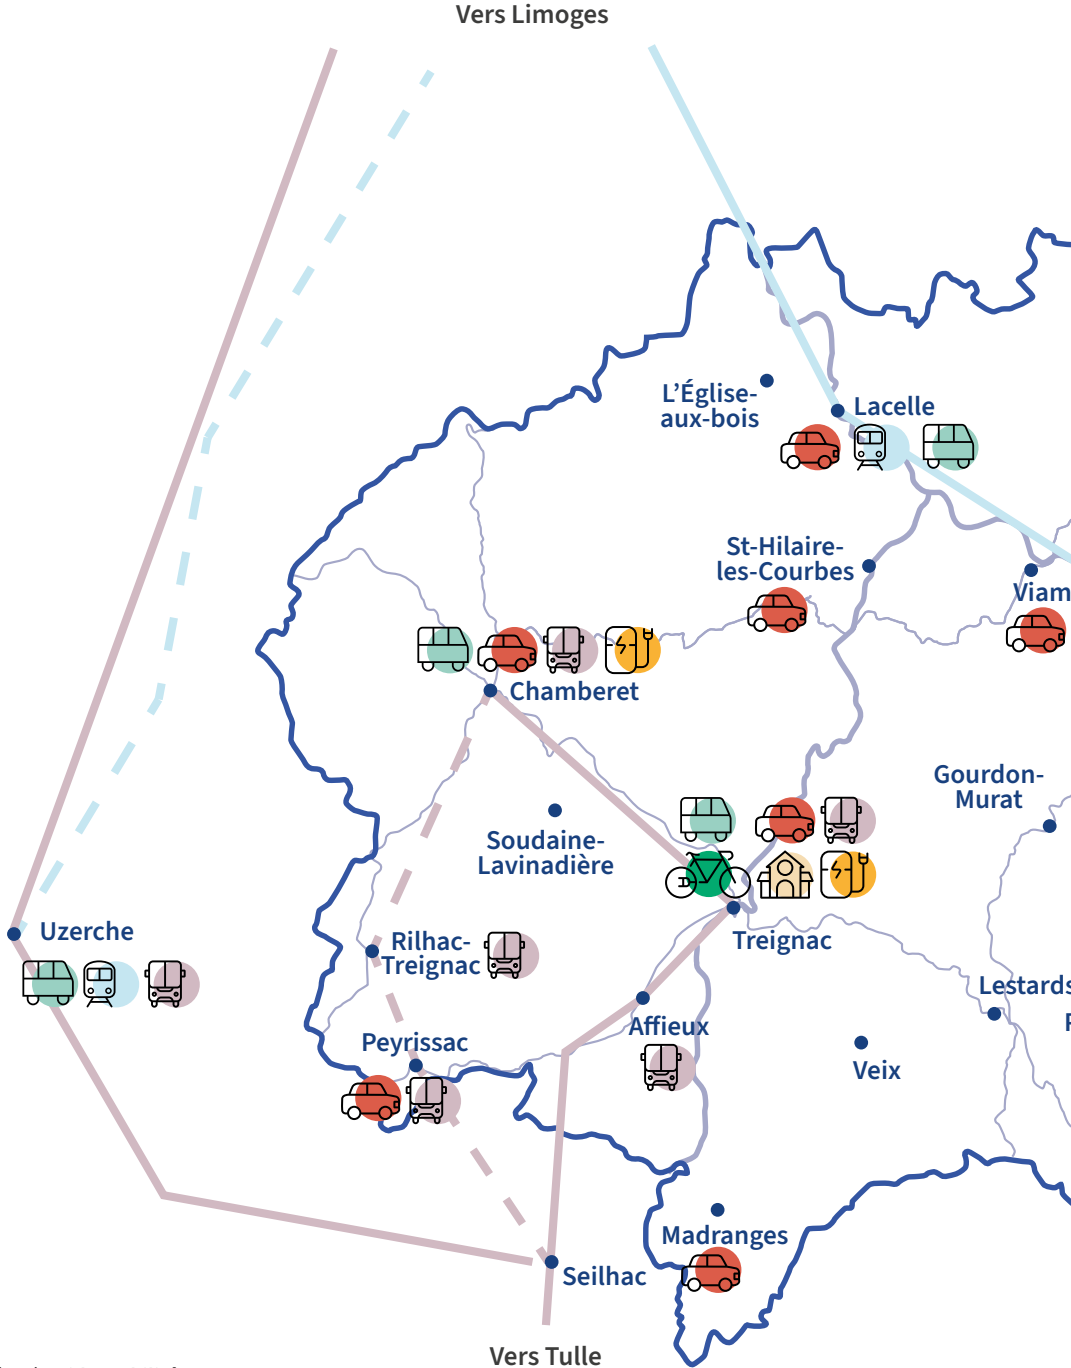 Vers Limoges
L'Église-
aux-bois
Lacelle
St-Hilaire-
les-Courbes
Viam
Chamberet
Gourdon-
Murat
Soudaine-
Lavinadière
Uzerche
Rilhac-
Treignac
Treignac
Lestards
Affieux
Peyrissac
Veix
Madranges
Seilhac
Vers Tulle